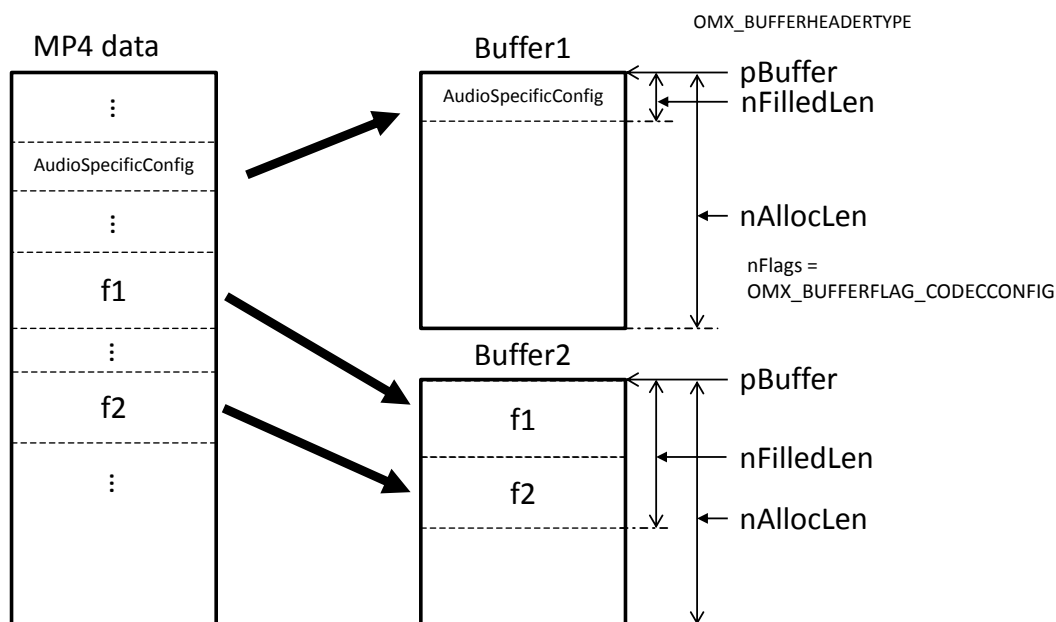 OMX_BUFFERHEADERTYPE
MP4 data
⋮
AudioSpecificConfig
⋮
f1
⋮
f2
⋮
Buffer1
AudioSpecificConfig
pBuffer
nFilledLen
nAllocLen
nFlags =
OMX_BUFFERFLAG_CODECCONFIG
Buffer2
f1
f2
pBuffer
nFilledLen
nAllocLen